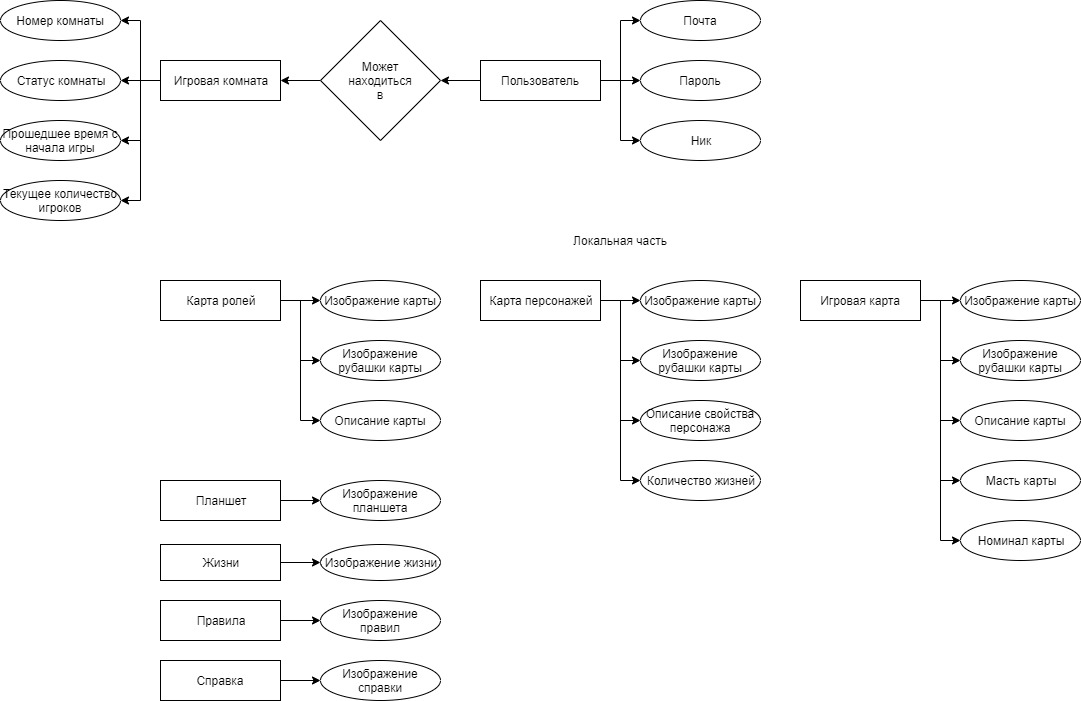 Номер комнаты
Статус комнаты
Прошедшее время с
начала игры
Текущее количество
игроков
Игровая комната
Может
находиться
в
Пользователь
Почта
Пароль
Ник
Локальная часть
Карта ролей
Изображение карты
Изображение
рубашки карты
Описание карты
Карта персонажей
Изображение карты
Изображение
рубашки карты
Описание свойства
персонажа
Количество жизней
Игровая карта
Изображение карты
Изображение
рубашки карты
Описание карты
Масть карты
Номинал карты
Планшет
Изображение
планшета
Жизни
Изображение жизни
Правила
Изображение
правил
Справка
Изображение
справки